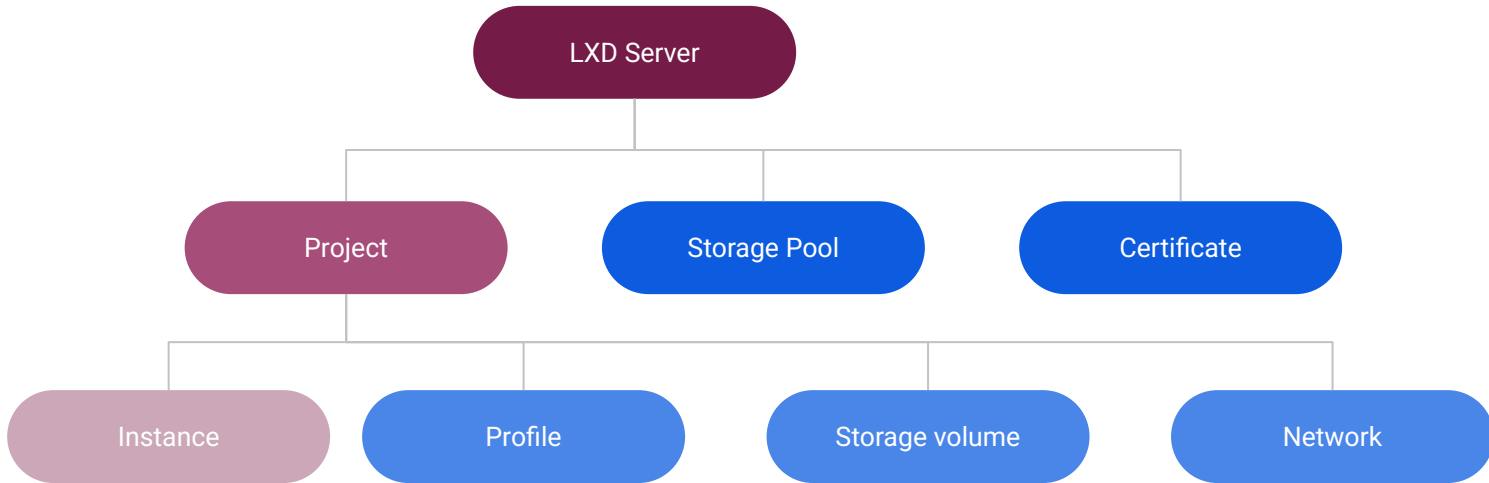 LXD Server
Project
Storage Pool
Certificate
Instance
Profile
Storage volume
Network